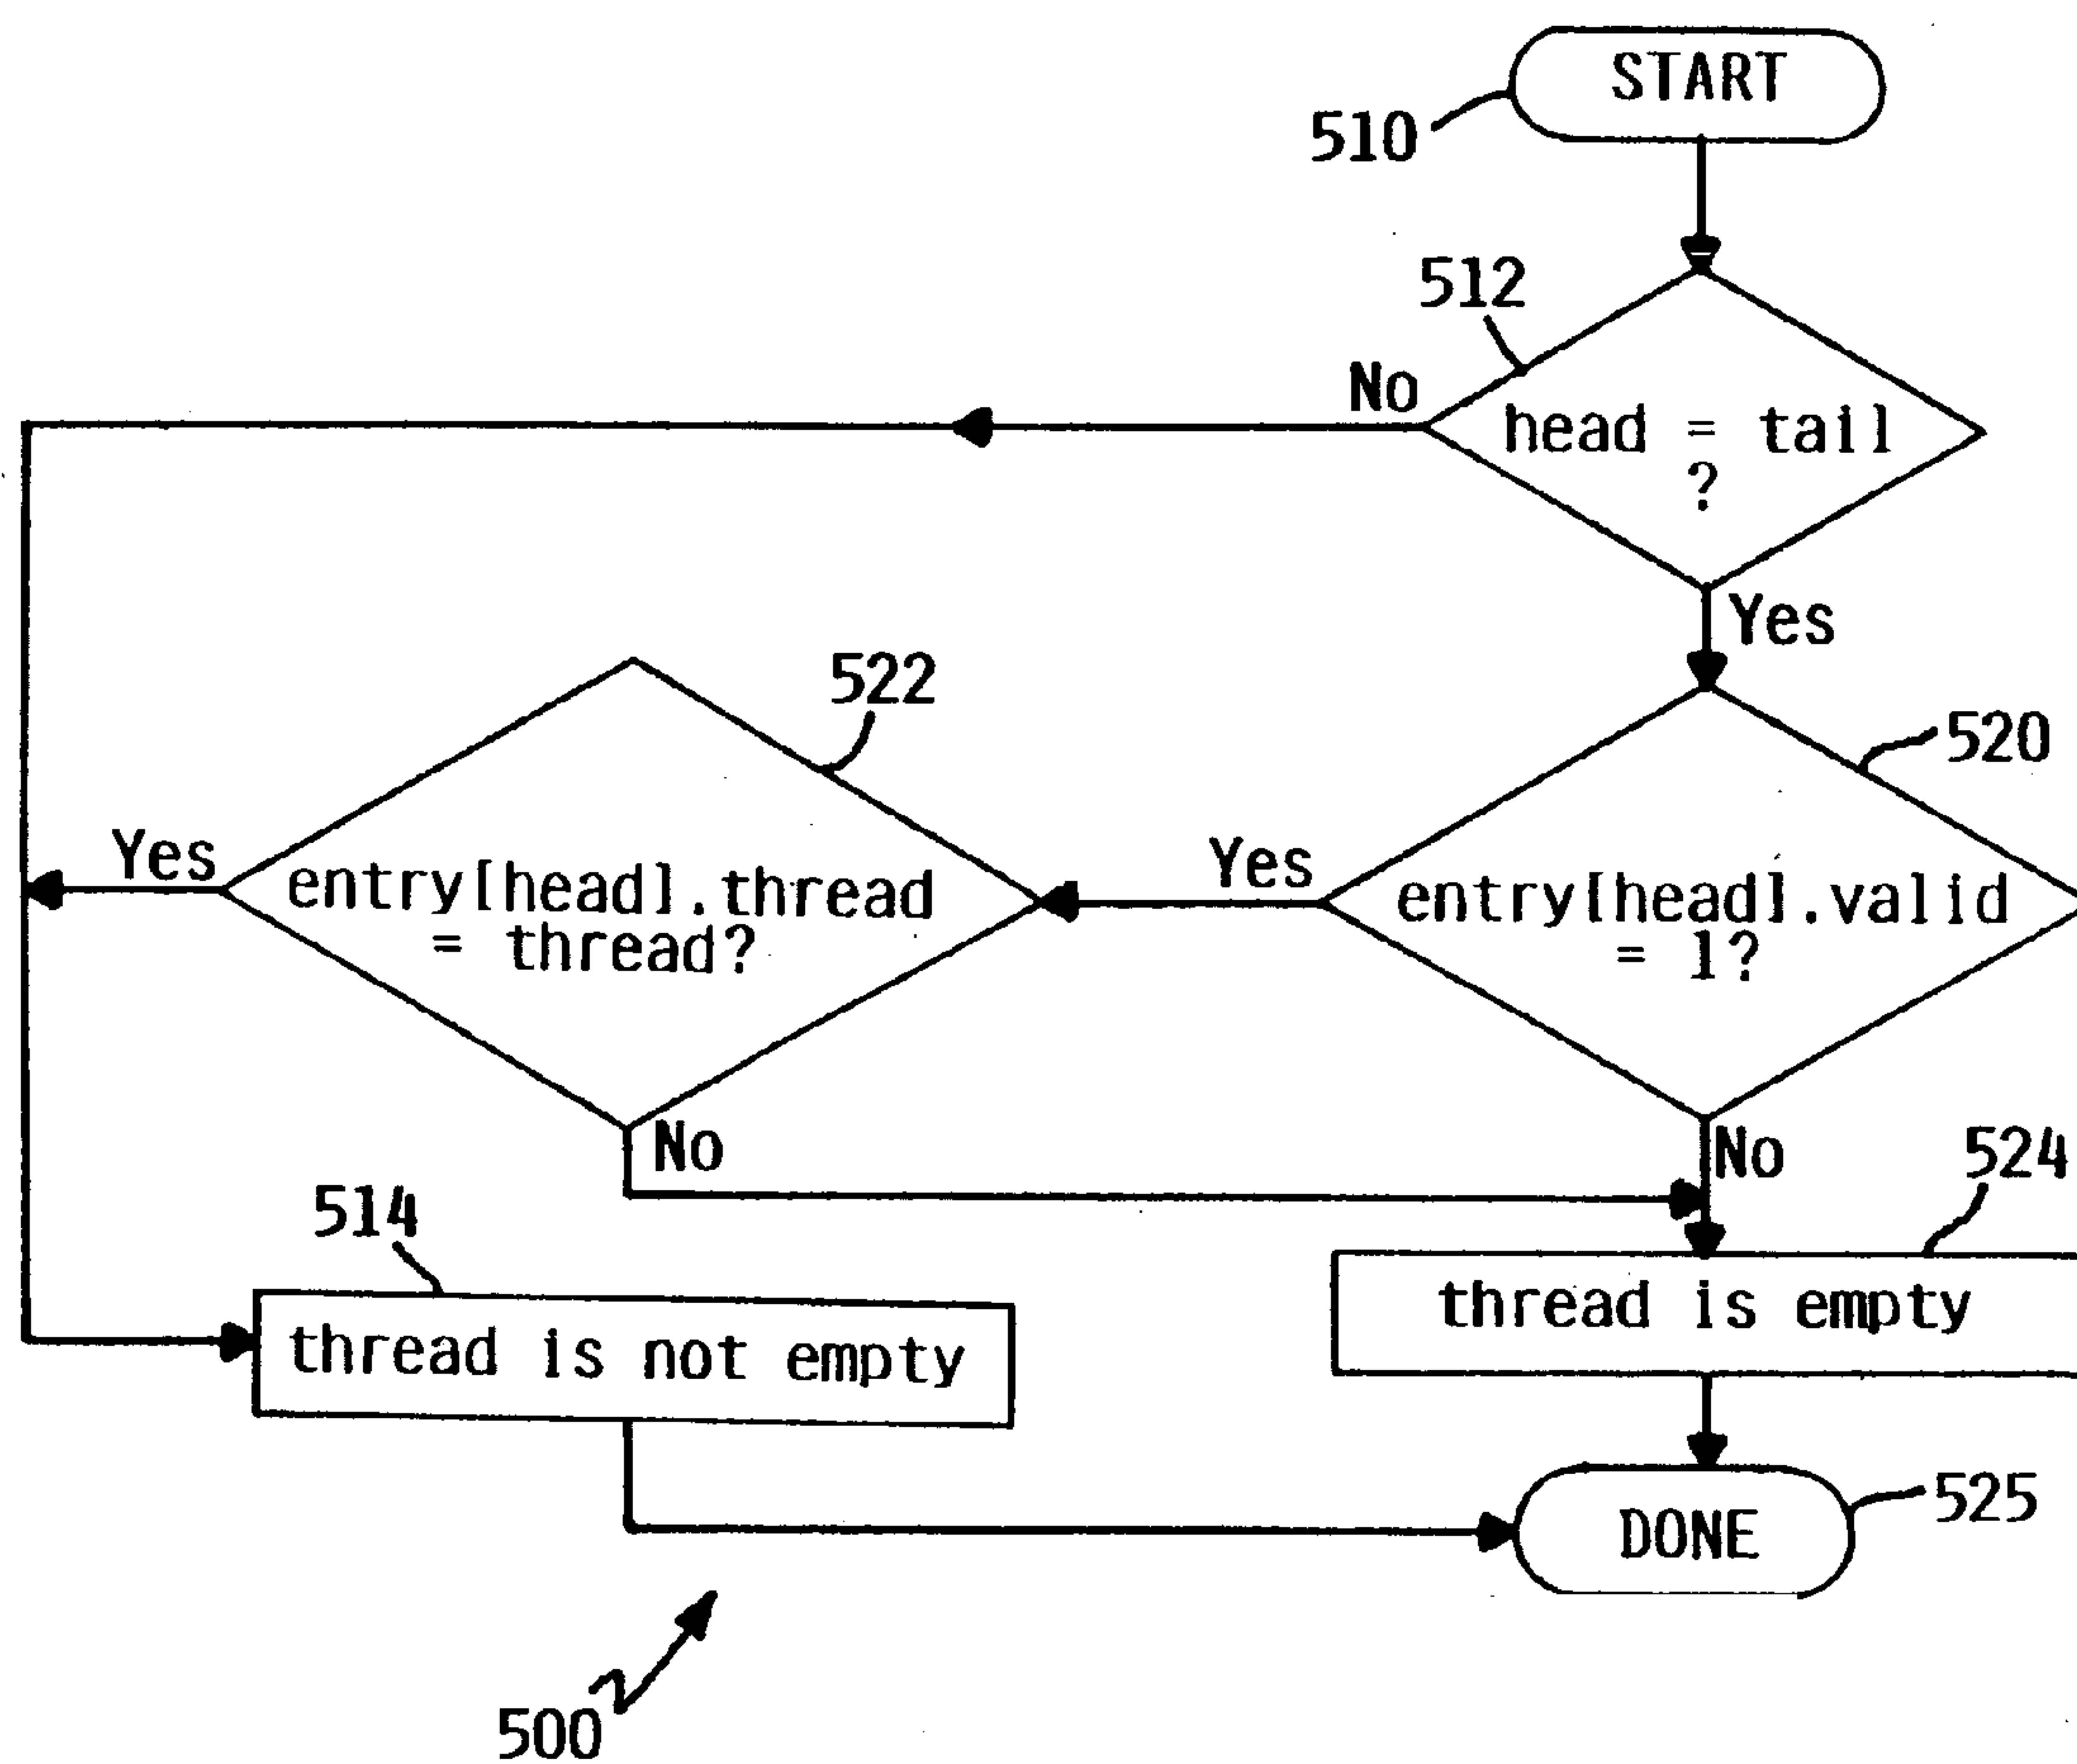 START
510
512
No
head = tail
?
Yes
522
520
Yes
entry[head].thread
= thread?
Yes
entry[head].valid
= 1?
No
No
524
514
thread is empty
thread is not empty
525
DONE
500